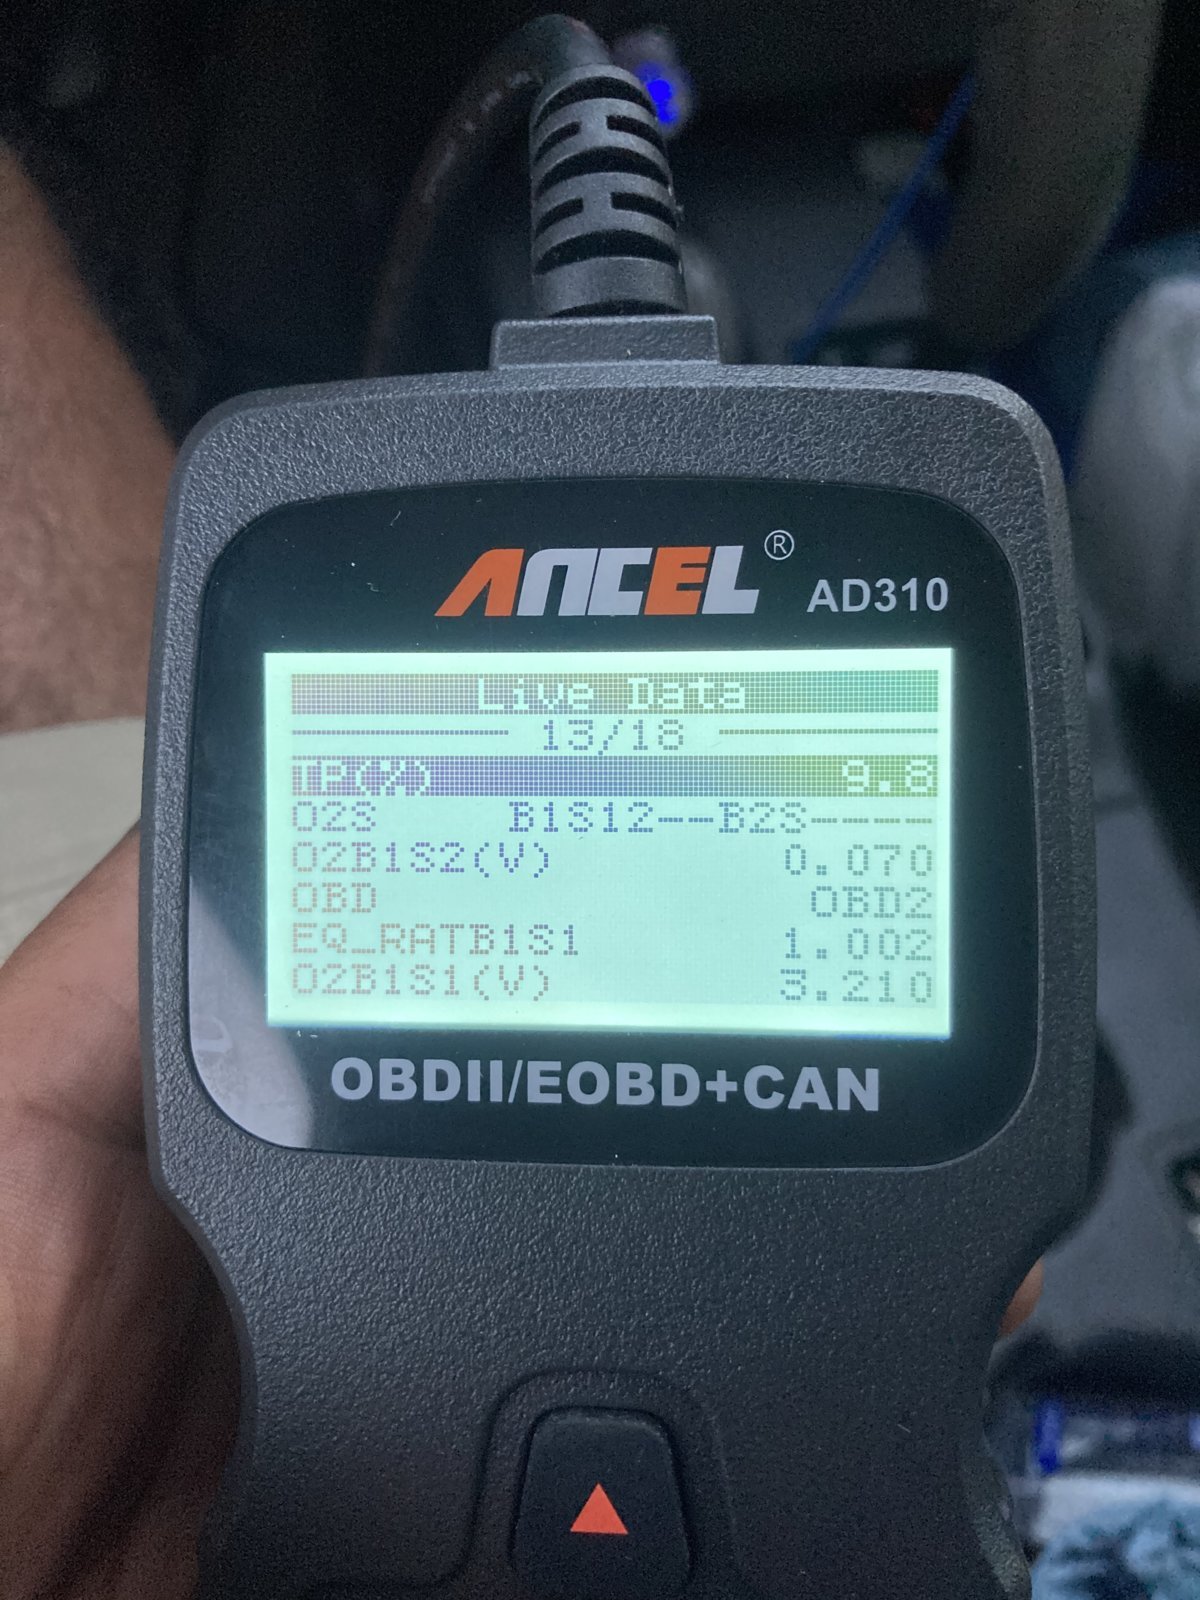 ANCEL® AD310
Live Data
13/18
TP(%) 9.8
O2S B1S12--B2S-----
O2B1S2(V) 0.070
OBD OBD2
EQ_RATB1S1 1.002
O2B1S1(V) 3.210
OBDII/EOBD+CAN